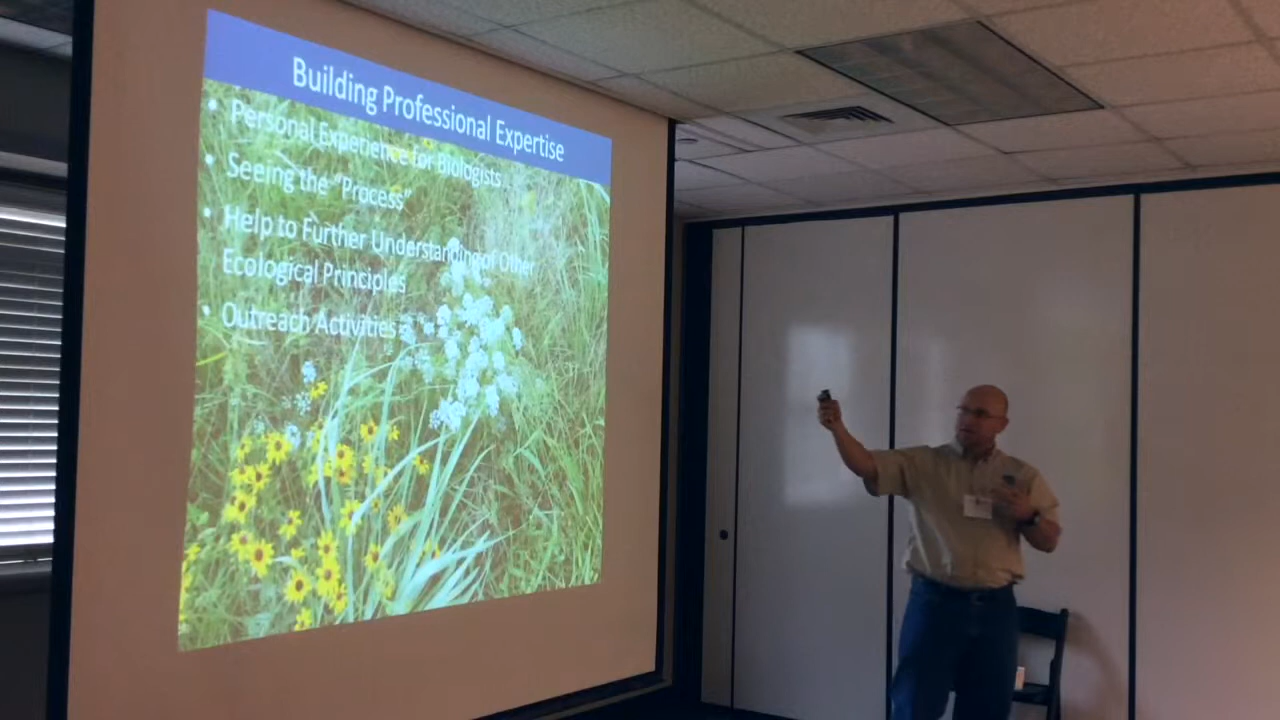 Building Professional Expertise
• Personal Experience for Biologists
• Seeing the "Process"
• Help to Further Understanding of Other
Ecological Principles
• Outreach Activities